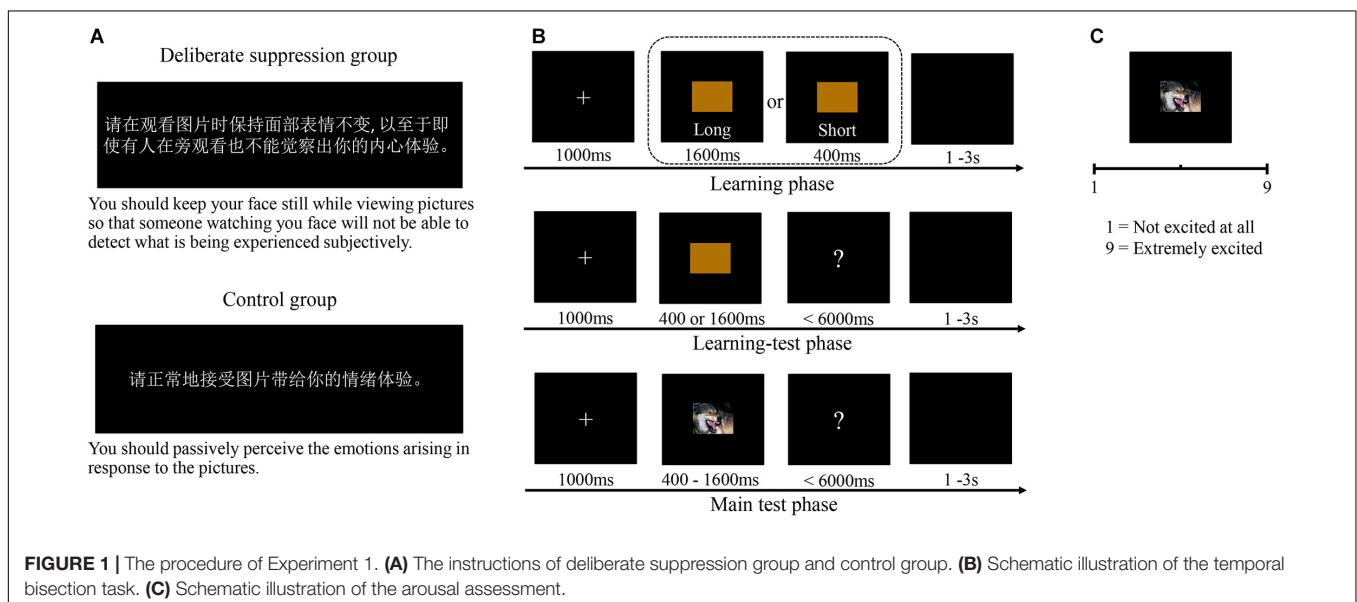 A
Deliberate suppression group
请在观看图片时保持面部表情不变, 以至于即
使有人在旁观看也不能觉察出你的内心体验。
You should keep your face still while viewing pictures
so that someone watching you face will not be able to
detect what is being experienced subjectively.
Control group
请正常地接受图片带给你的情绪体验。
You should passively perceive the emotions arising in
response to the pictures.
B
+
Long
or
Short
1000ms
1600ms
400ms
1 -3s
Learning phase
+
?
1000ms
400 or 1600ms
< 6000ms
1 -3s
Learning-test phase
+
?
1000ms
400 - 1600ms
< 6000ms
1 -3s
Main test phase
C
1
9
1 = Not excited at all
9 = Extremely excited
FIGURE 1 | The procedure of Experiment 1. (A) The instructions of deliberate suppression group and control group. (B) Schematic illustration of the temporal
bisection task. (C) Schematic illustration of the arousal assessment.